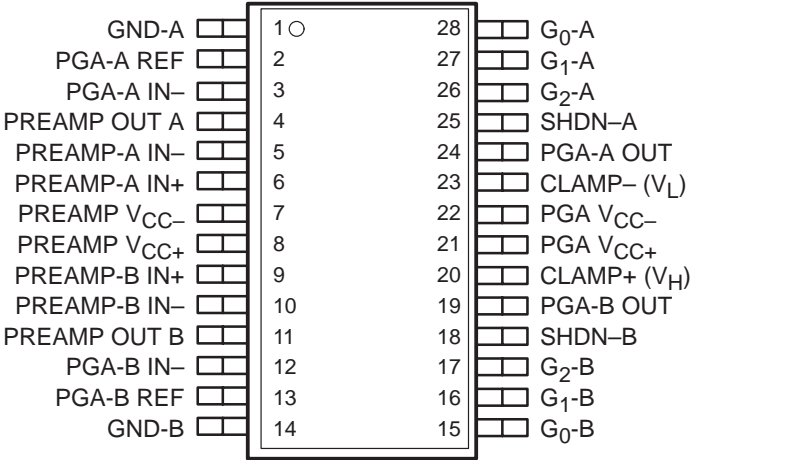 GND-A 1 28 G0-A
PGA-A REF 2 27 G1-A
PGA-A IN– 3 26 G2-A
PREAMP OUT A 4 25 SHDN–A
PREAMP-A IN– 5 24 PGA-A OUT
PREAMP-A IN+ 6 23 CLAMP– (VL)
PREAMP VCC– 7 22 PGA VCC–
PREAMP VCC+ 8 21 PGA VCC+
PREAMP-B IN+ 9 20 CLAMP+ (VH)
PREAMP-B IN– 10 19 PGA-B OUT
PREAMP OUT B 11 18 SHDN–B
PGA-B IN– 12 17 G2-B
PGA-B REF 13 16 G1-B
GND-B 14 15 G0-B